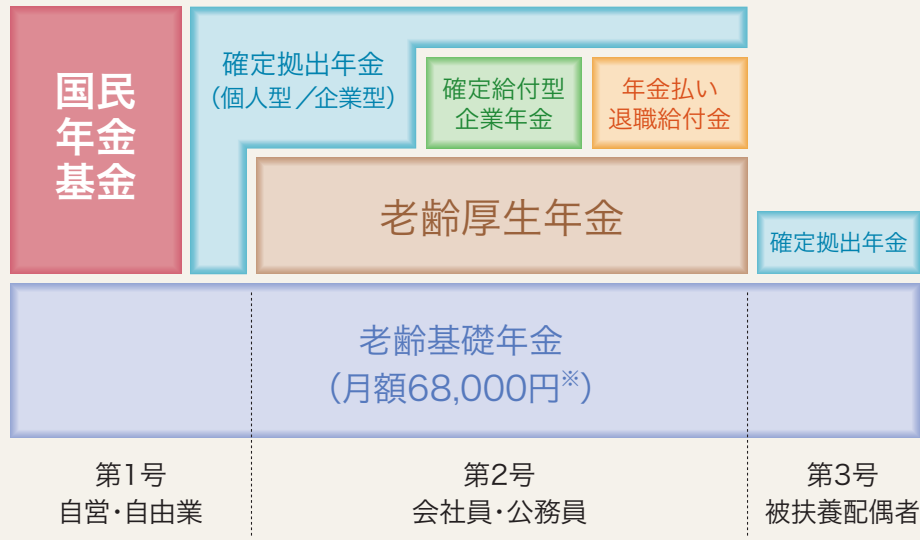 国民
年金
基金
確定拠出年金
（個人型／企業型）
確定給付型
企業年金
年金払い
退職給付金
老齢厚生年金
確定拠出年金
老齢基礎年金
（月額68,000円※）
第1号
自営・自由業
第2号
会社員・公務員
第3号
被扶養配偶者